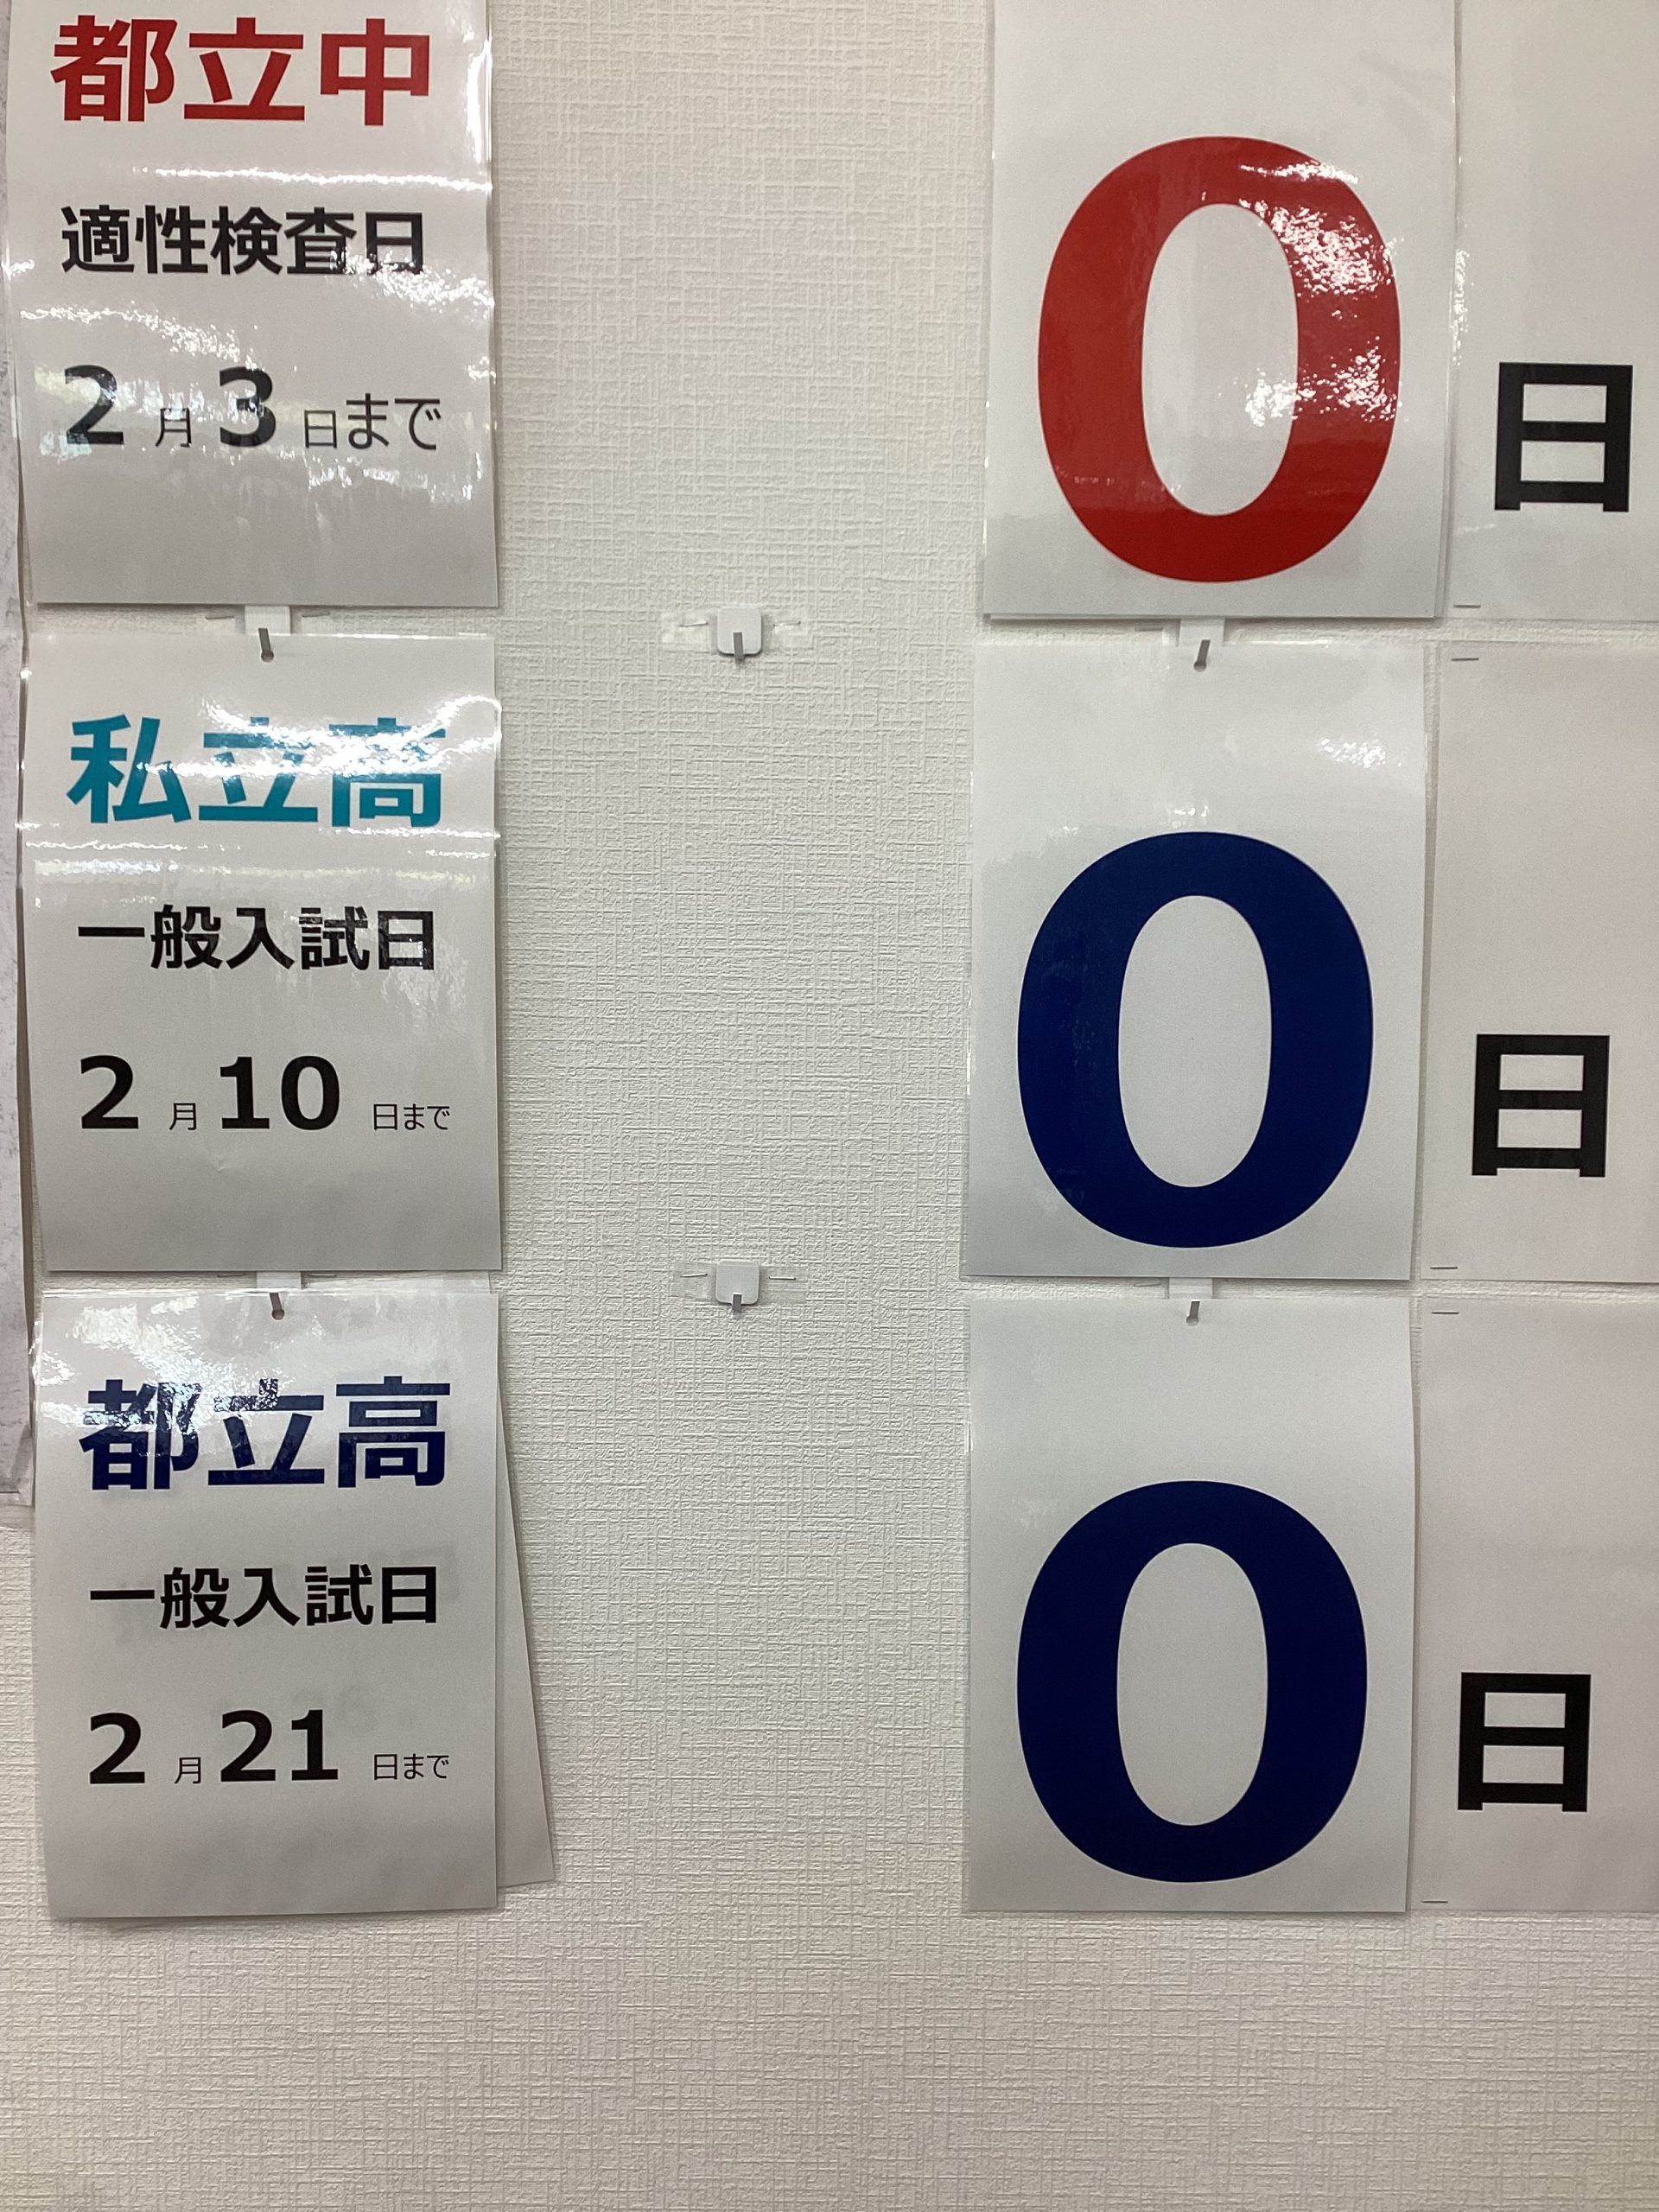 都立中
適性検査日
2月3日まで
0日
私立高
一般入試日
2月10日まで
0日
都立高
一般入試日
2月21日まで
0日